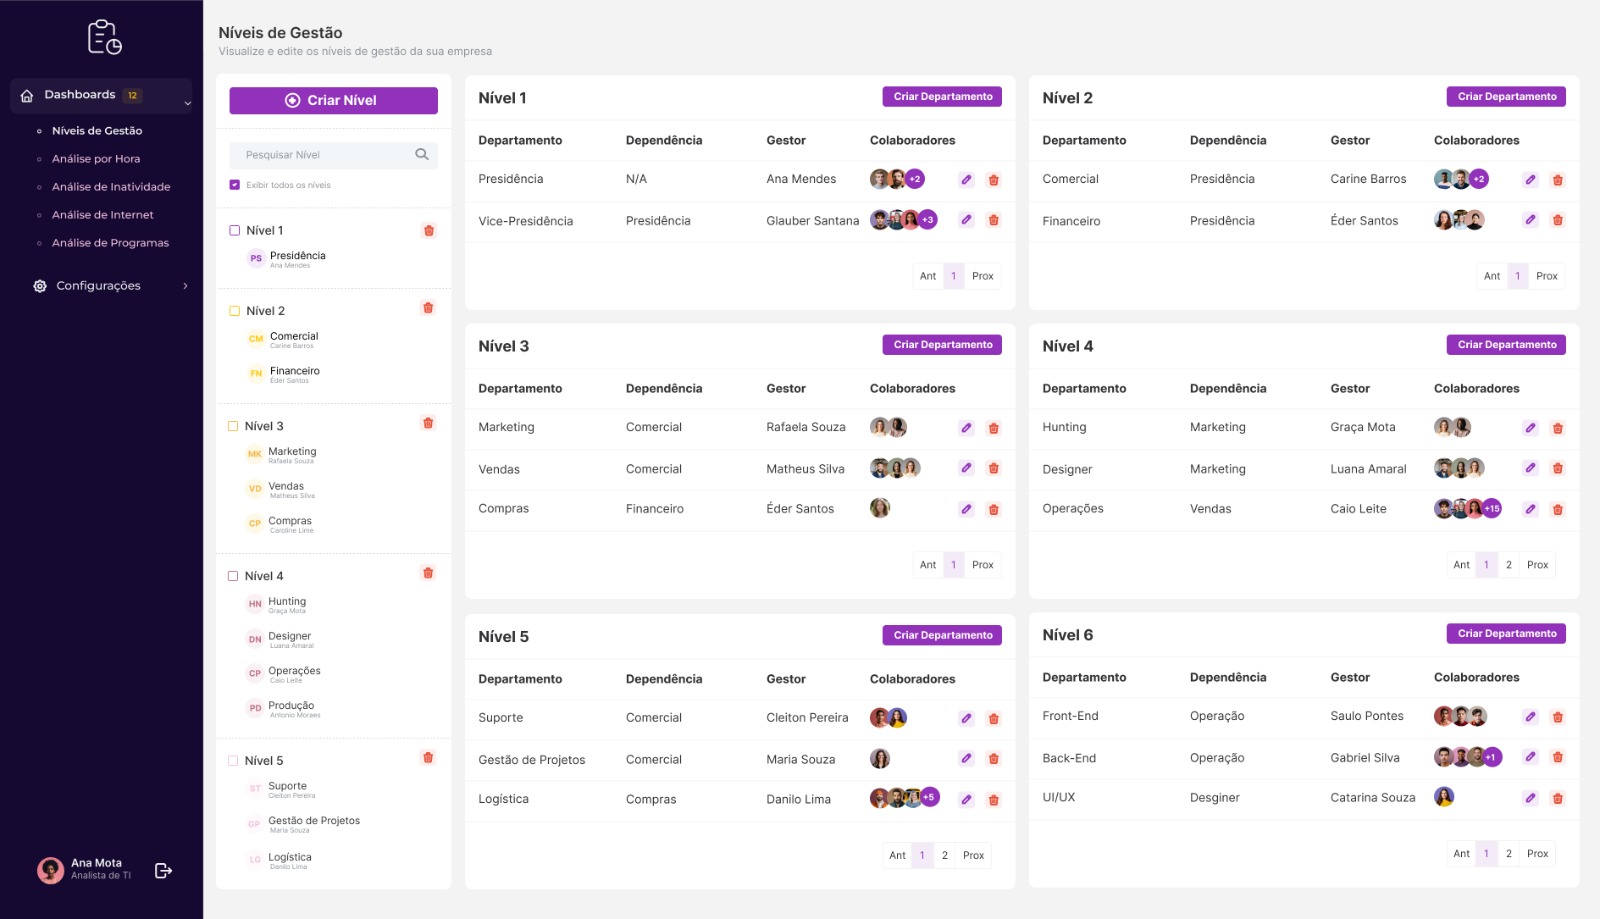 Dashboards 12
Níveis de Gestão
Análise por Hora
Análise de Inatividade
Análise de Internet
Análise de Programas
Configurações
Ana Mota
Analista de TI
Níveis de Gestão
Visualize e edite os níveis de gestão da sua empresa
Criar Nível
Pesquisar Nível
Exibir todos os níveis
Nível 1
PS Presidência
Ana Mendes
Nível 2
CM Comercial
Carine Barros
FN Financeiro
Éder Santos
Nível 3
MK Marketing
Rafaela Souza
VD Vendas
Matheus Silva
CP Compras
Caroline Lime
Nível 4
HN Hunting
Graça Mota
DN Designer
Luana Amaral
CP Operações
Caio Leite
PD Produção
Antonio Moraes
Nível 5
ST Suporte
Cleiton Pereira
GP Gestão de Projetos
Maria Souza
LG Logística
Danilo Lima
Nível 1 Criar Departamento
Departamento Dependência Gestor Colaboradores
Presidência N/A Ana Mendes +2
Vice-Presidência Presidência Glauber Santana +3
Ant 1 Prox
Nível 2 Criar Departamento
Departamento Dependência Gestor Colaboradores
Comercial Presidência Carine Barros +2
Financeiro Presidência Éder Santos
Ant 1 Prox
Nível 3 Criar Departamento
Departamento Dependência Gestor Colaboradores
Marketing Comercial Rafaela Souza
Vendas Comercial Matheus Silva
Compras Financeiro Éder Santos
Ant 1 Prox
Nível 4 Criar Departamento
Departamento Dependência Gestor Colaboradores
Hunting Marketing Graça Mota
Designer Marketing Luana Amaral
Operações Vendas Caio Leite +15
Ant 1 2 Prox
Nível 5 Criar Departamento
Departamento Dependência Gestor Colaboradores
Suporte Comercial Cleiton Pereira
Gestão de Projetos Comercial Maria Souza
Logística Compras Danilo Lima +5
Ant 1 2 Prox
Nível 6 Criar Departamento
Departamento Dependência Gestor Colaboradores
Front-End Operação Saulo Pontes
Back-End Operação Gabriel Silva +1
UI/UX Desginer Catarina Souza
Ant 1 2 Prox